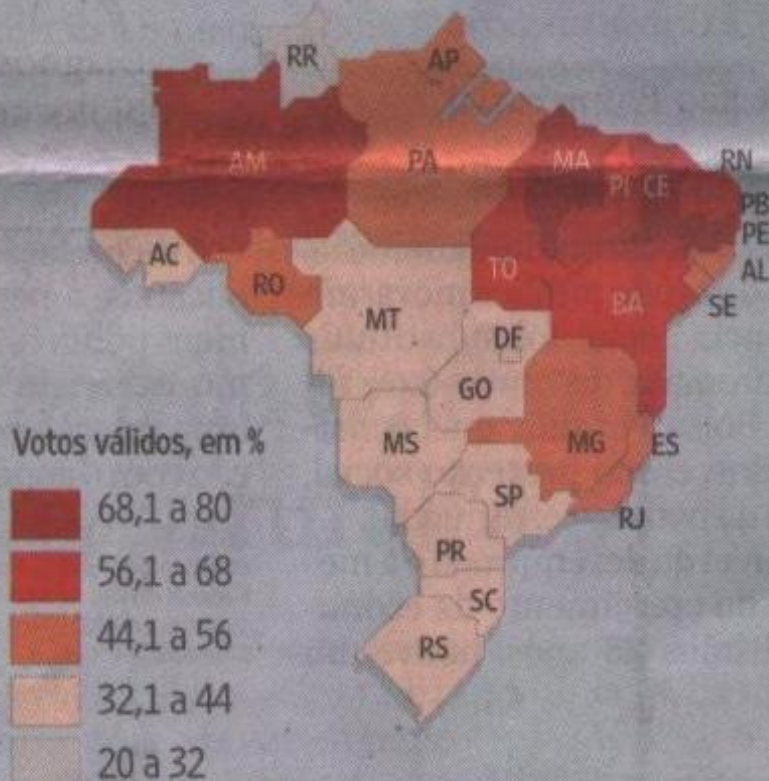 RR
AP
AM
PA
MA
PI
CE
RN
PB
PE
AL
SE
AC
RO
TO
BA
MT
DF
GO
MS
MG
ES
SP
RJ
PR
SC
RS
Votos válidos, em %
68,1 a 80
56,1 a 68
44,1 a 56
32,1 a 44
20 a 32